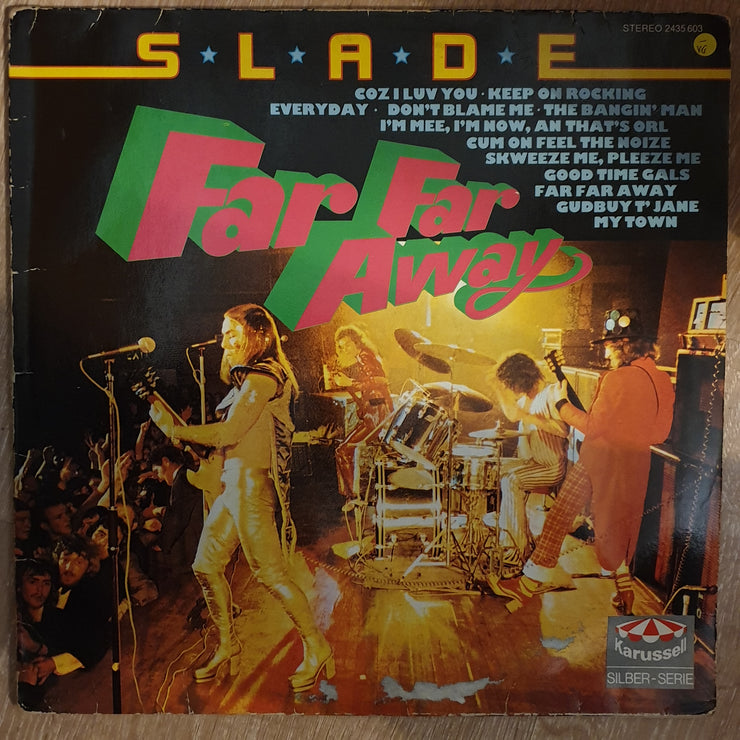 STEREO 2435 603
VG
S★L★A★D★E
COZ I LUV YOU · KEEP ON ROCKING
EVERYDAY · DON'T BLAME ME · THE BANGIN' MAN
I'M MEE, I'M NOW, AN THAT'S ORL
CUM ON FEEL THE NOIZE
SKWEEZE ME, PLEEZE ME
GOOD TIME GALS
FAR FAR AWAY
GUDBUY T' JANE
MY TOWN
Far Far
Away
Karussell
SILBER-SERIE